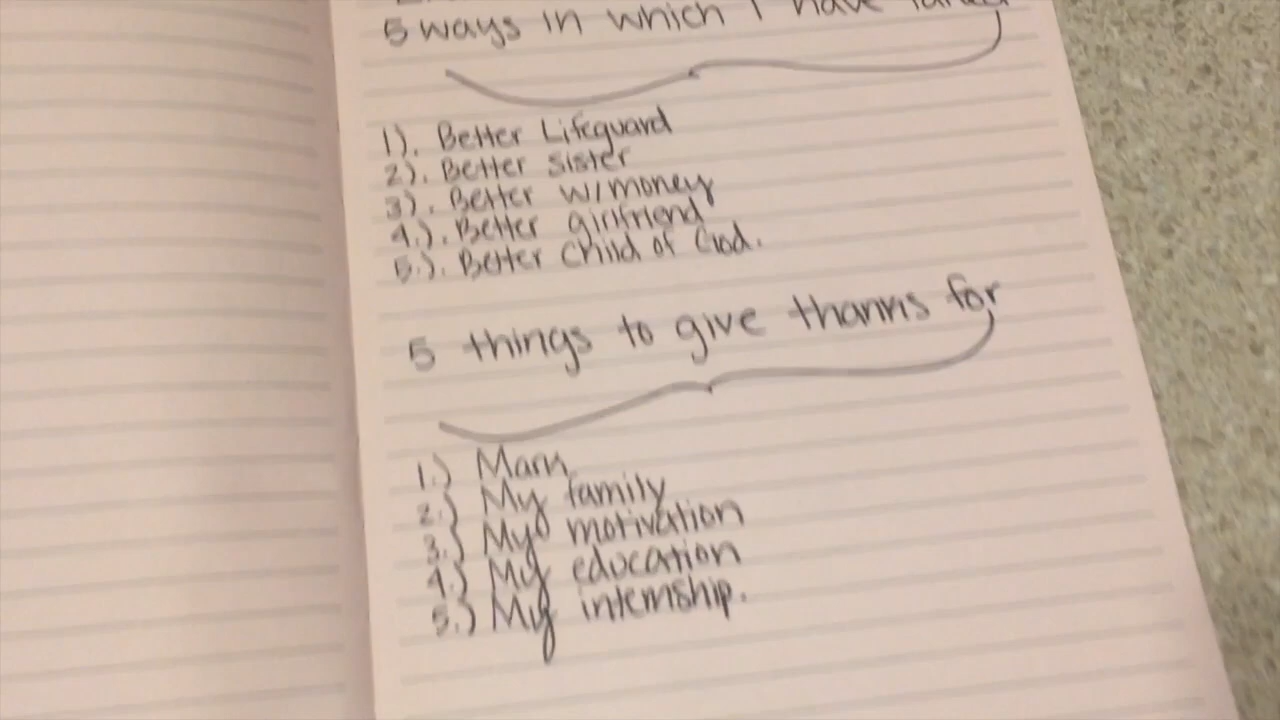 5 ways in which I have failed
1). Better Lifeguard
2). Better sister
3). Better w/money
4.). Better girlfriend
5.). Better Child of God.
5 things to give thanks for
1.) Mark
2.) My family
3.) My motivation
4.) My education
5.) My internship.